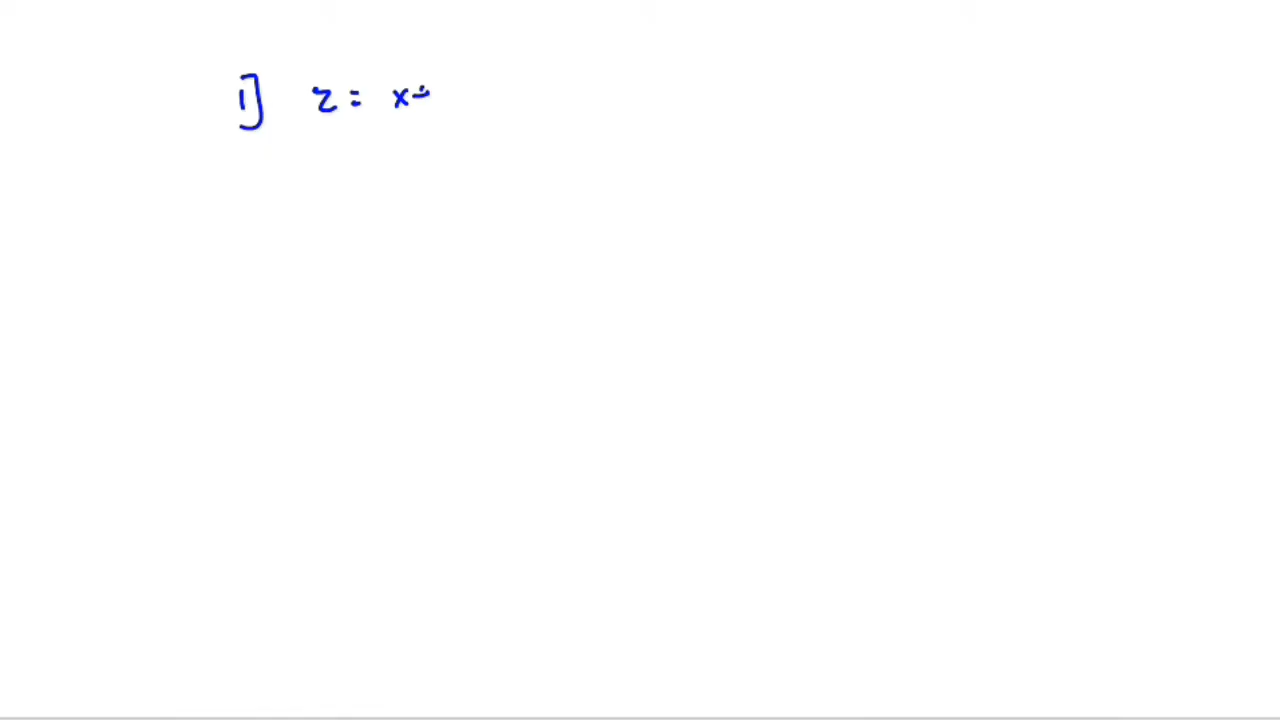 1] z = x+